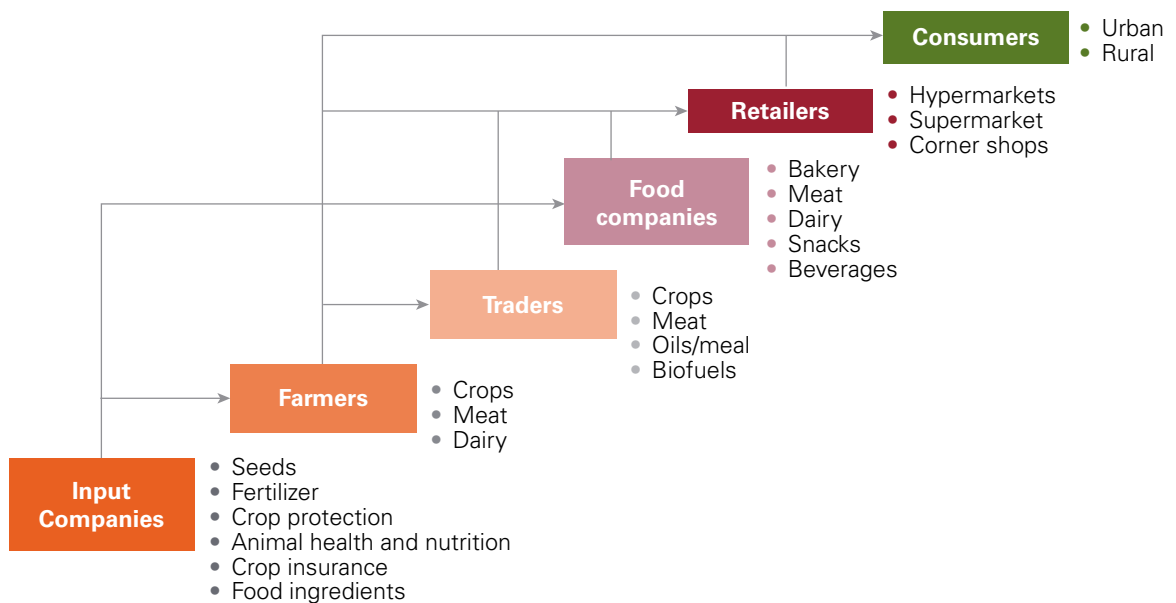 Consumers
• Urban
• Rural
Retailers
• Hypermarkets
• Supermarket
• Corner shops
Food
companies
• Bakery
• Meat
• Dairy
• Snacks
• Beverages
Traders
• Crops
• Meat
• Oils/meal
• Biofuels
Farmers
• Crops
• Meat
• Dairy
Input
Companies
• Seeds
• Fertilizer
• Crop protection
• Animal health and nutrition
• Crop insurance
• Food ingredients